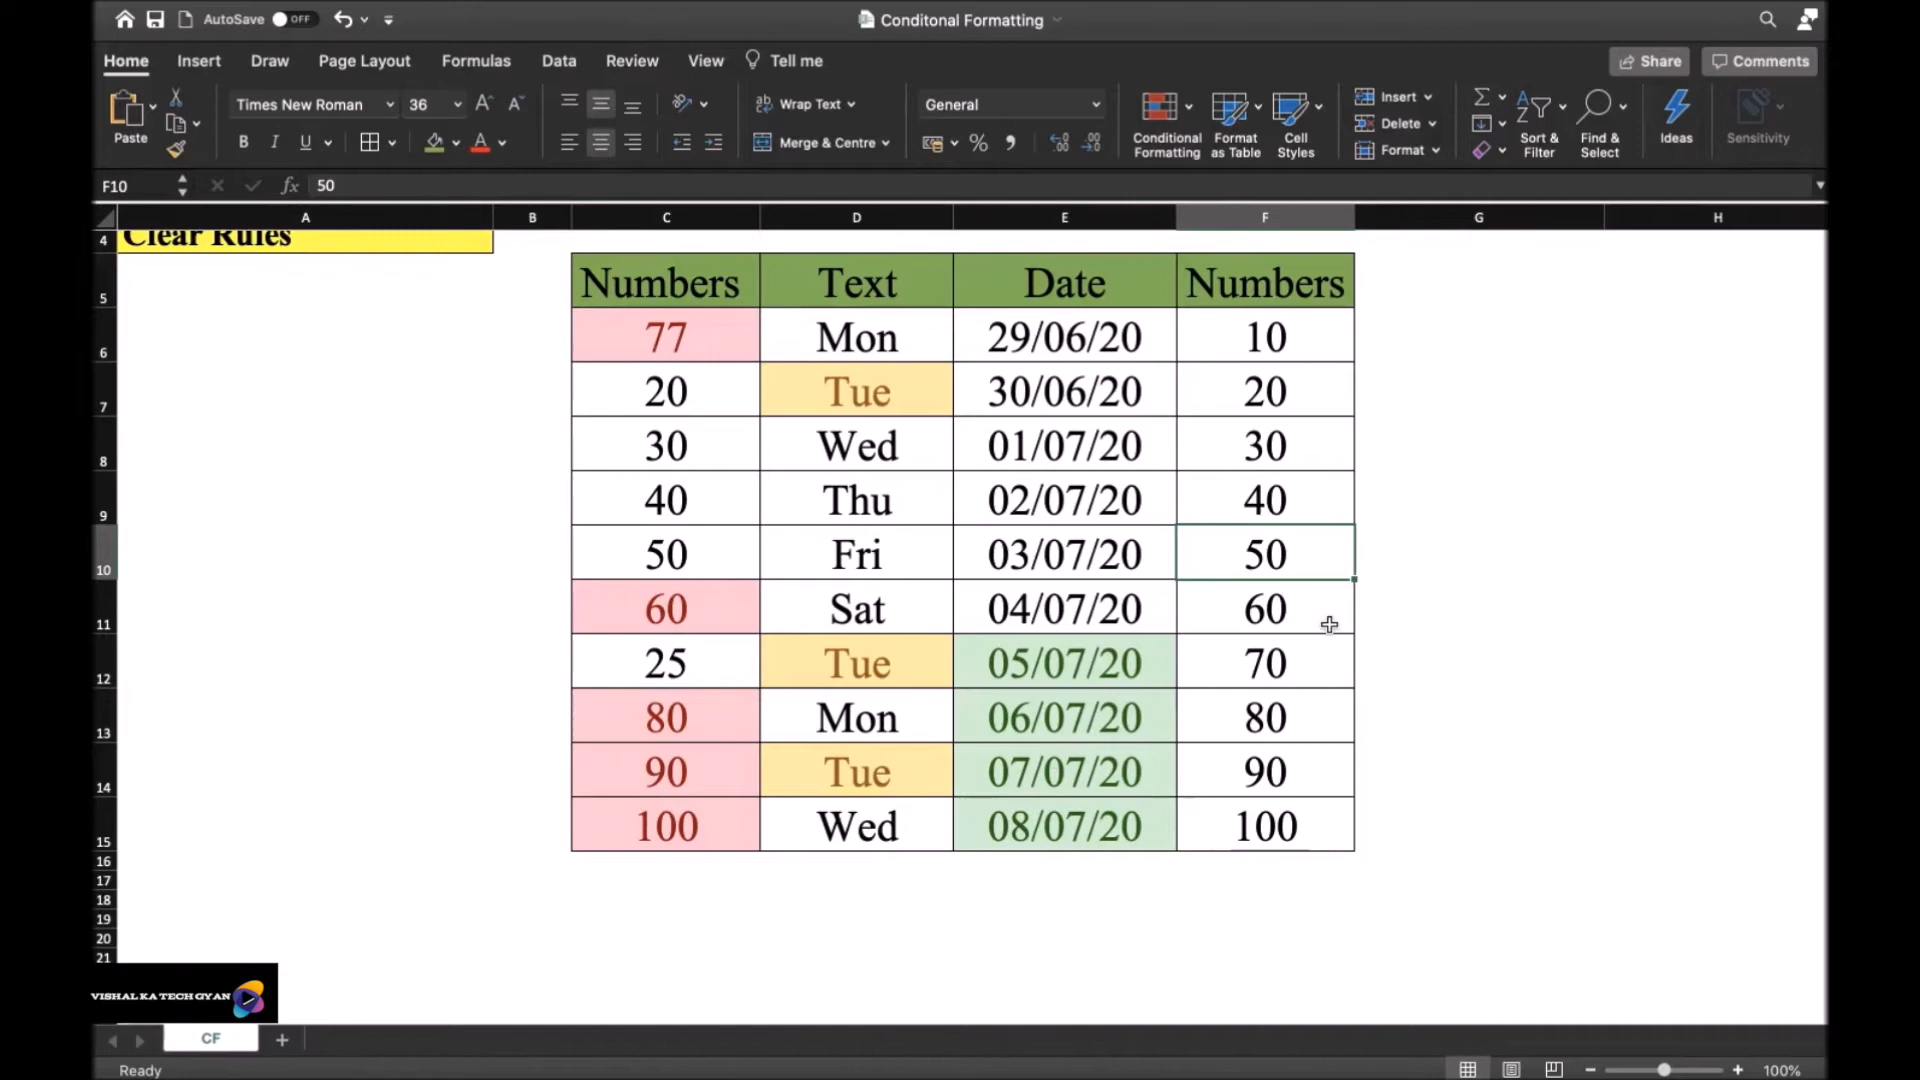 AutoSave OFF Conditonal Formatting
Home Insert Draw Page Layout Formulas Data Review View Tell me Share Comments
Paste Times New Roman 36 Wrap Text General Conditional Formatting Format as Table Cell Styles Insert Sort & Filter Find & Select Ideas Sensitivity
Delete
B I U A Merge & Centre % Format
F10 fx 50
A B C D E F G H
4 Clear Rules
5 Numbers Text Date Numbers
6 77 Mon 29/06/20 10
7 20 Tue 30/06/20 20
8 30 Wed 01/07/20 30
9 40 Thu 02/07/20 40
10 50 Fri 03/07/20 50
11 60 Sat 04/07/20 60
12 25 Tue 05/07/20 70
13 80 Mon 06/07/20 80
14 90 Tue 07/07/20 90
15 100 Wed 08/07/20 100
16
17
18
19
20
21
VISHAL KA TECH GYAN
CF
Ready 100%